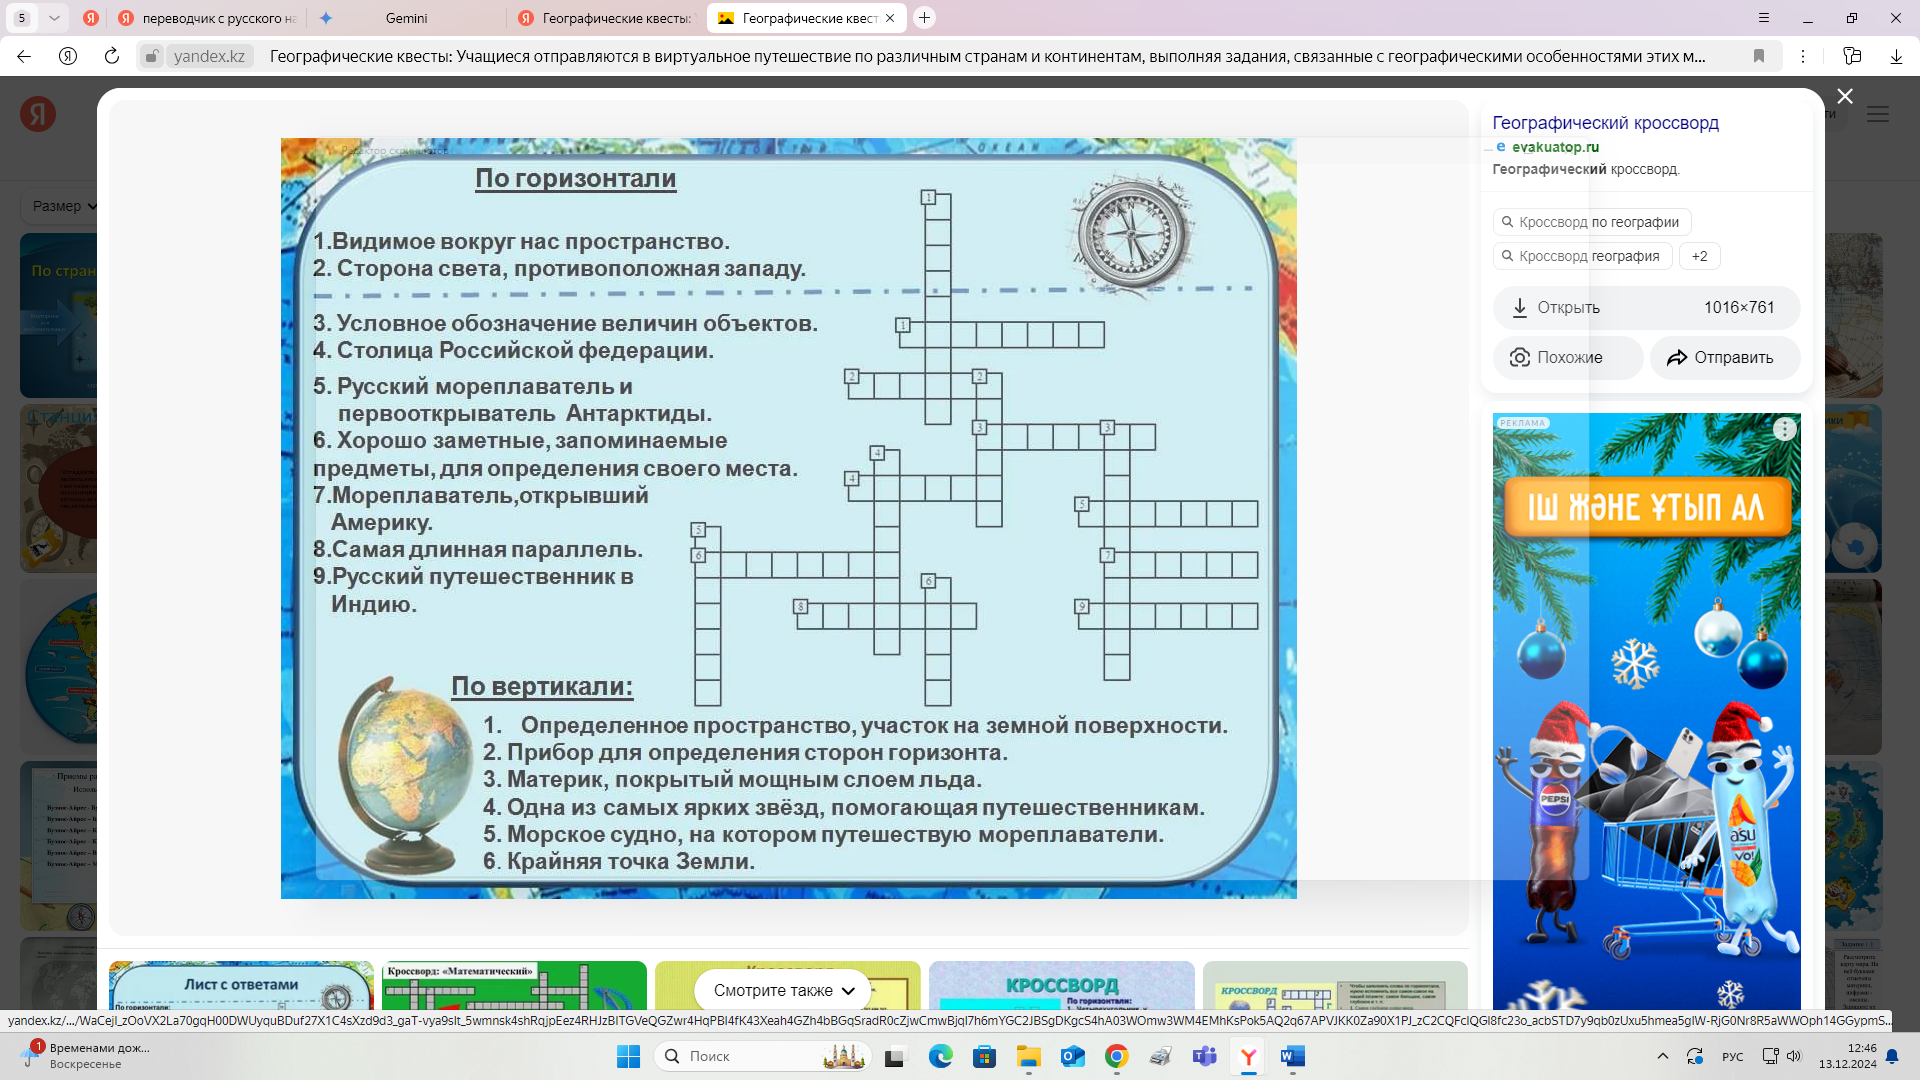 5
переводчик с русского на
Gemini
Географические квесты:
Географические квест
yandex.kz
Географические квесты: Учащиеся отправляются в виртуальное путешествие по различным странам и континентам, выполняя задания, связанные с географическими особенностями этих м...
Размер
По горизонтали
1.Видимое вокруг нас пространство.
2. Сторона света, противоположная западу.
3. Условное обозначение величин объектов.
4. Столица Российской федерации.
5. Русский мореплаватель и
первооткрыватель Антарктиды.
6. Хорошо заметные, запоминаемые
предметы, для определения своего места.
7.Мореплаватель,открывший
Америку.
8.Самая длинная параллель.
9.Русский путешественник в
Индию.
По вертикали:
1. Определенное пространство, участок на земной поверхности.
2. Прибор для определения сторон горизонта.
3. Материк, покрытый мощным слоем льда.
4. Одна из самых ярких звёзд, помогающая путешественникам.
5. Морское судно, на котором путешествую мореплаватели.
6. Крайняя точка Земли.
Географический кроссворд
evakuatop.ru
Географический кроссворд.
Кроссворд по географии
Кроссворд география
+2
Открыть
1016×761
Похожие
Отправить
РЕКЛАМА
ІШ ЖӘНЕ ҰТЫП АЛ
PEPSI
asu
VO!
Лист с ответами
Кроссворд: «Математический»
Смотрите также
КРОССВОРД
По горизонтали:
КРОССВОРД
Временами дож...
Воскресенье
Поиск
РУС
12:46
13.12.2024